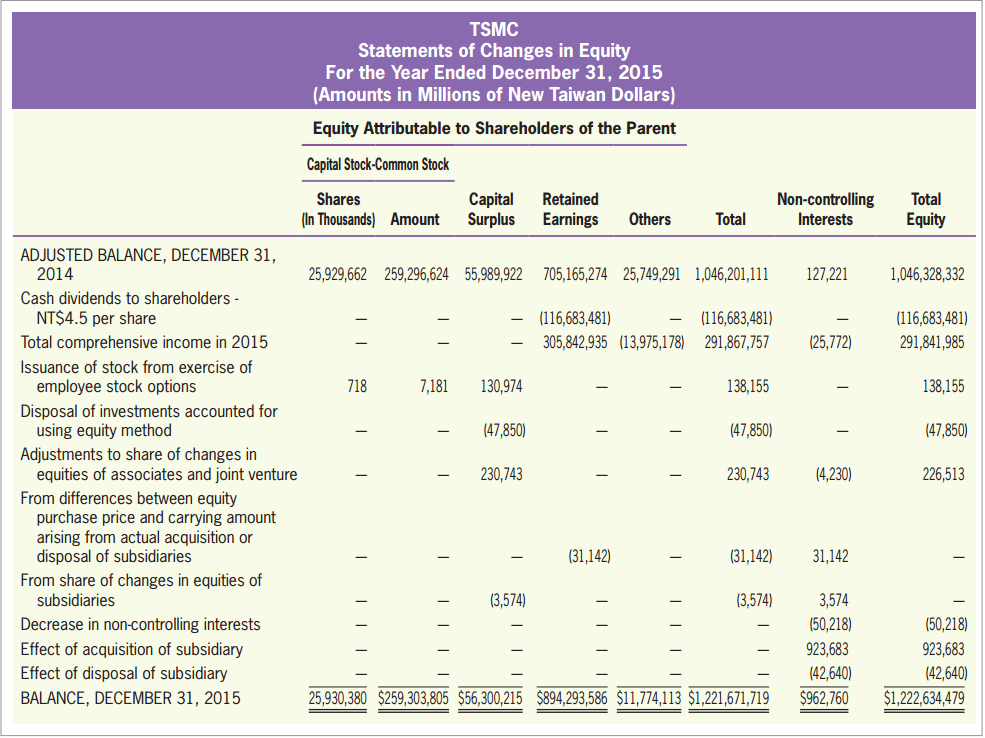 TSMC
Statements of Changes in Equity
For the Year Ended December 31, 2015
(Amounts in Millions of New Taiwan Dollars)
Equity Attributable to Shareholders of the Parent
Capital Stock-Common Stock
Shares Capital Retained Non-controlling Total
(In Thousands) Amount Surplus Earnings Others Total Interests Equity
ADJUSTED BALANCE, DECEMBER 31,
2014 25,929,662 259,296,624 55,989,922 705,165,274 25,749,291 1,046,201,111 127,221 1,046,328,332
Cash dividends to shareholders -
NT$4.5 per share — — — (116,683,481) — (116,683,481) — (116,683,481)
Total comprehensive income in 2015 — — — 305,842,935 (13,975,178) 291,867,757 (25,772) 291,841,985
Issuance of stock from exercise of
employee stock options 718 7,181 130,974 — — 138,155 — 138,155
Disposal of investments accounted for
using equity method — — (47,850) — — (47,850) — (47,850)
Adjustments to share of changes in
equities of associates and joint venture — — 230,743 — — 230,743 (4,230) 226,513
From differences between equity
purchase price and carrying amount
arising from actual acquisition or
disposal of subsidiaries — — — (31,142) — (31,142) 31,142 —
From share of changes in equities of
subsidiaries — — (3,574) — — (3,574) 3,574 —
Decrease in non-controlling interests — — — — — — (50,218) (50,218)
Effect of acquisition of subsidiary — — — — — — 923,683 923,683
Effect of disposal of subsidiary — — — — — — (42,640) (42,640)
BALANCE, DECEMBER 31, 2015 25,930,380 $259,303,805 $56,300,215 $894,293,586 $11,774,113 $1,221,671,719 $962,760 $1,222,634,479